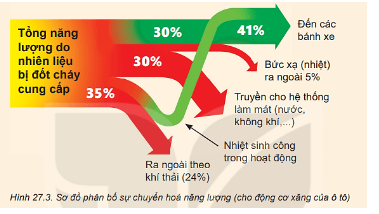 Tổng năng
lượng do
nhiên liệu
bị đốt cháy
cung cấp
30%
41%
Đến các
bánh xe
Bức xạ (nhiệt)
ra ngoài 5%
30%
Truyền cho hệ thống
làm mát (nước,
không khí,...)
35%
Nhiệt sinh công
trong hoạt động
Ra ngoài theo
khí thải (24%)
Hình 27.3. Sơ đồ phân bố sự chuyển hoá năng lượng (cho động cơ xăng của ô tô)